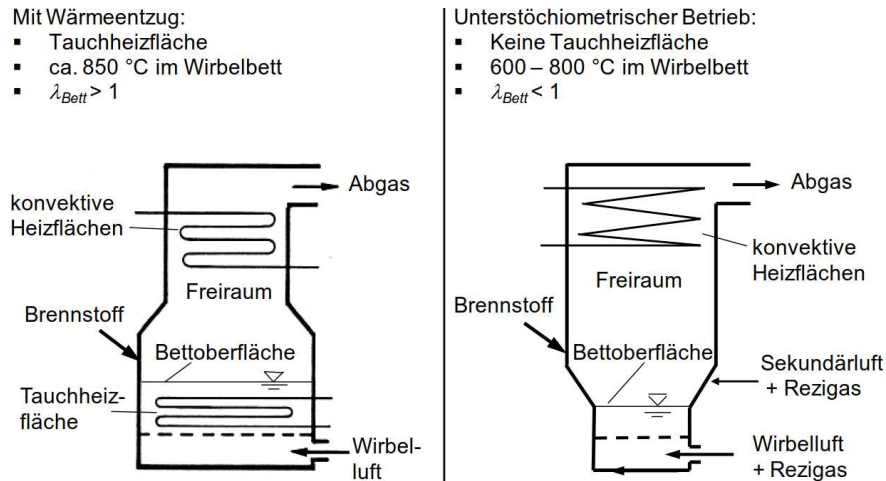 Mit Wärmeentzug:
▪ Tauchheizfläche
▪ ca. 850 °C im Wirbelbett
▪ λBett > 1
Abgas
konvektive
Heizflächen
Freiraum
Brennstoff
Bettoberfläche
Tauchheiz-
fläche
Wirbel-
luft
Unterstöchiometrischer Betrieb:
▪ Keine Tauchheizfläche
▪ 600 – 800 °C im Wirbelbett
▪ λBett < 1
Abgas
konvektive
Heizflächen
Freiraum
Brennstoff
Bettoberfläche
Sekundärluft
+ Rezigas
Wirbelluft
+ Rezigas